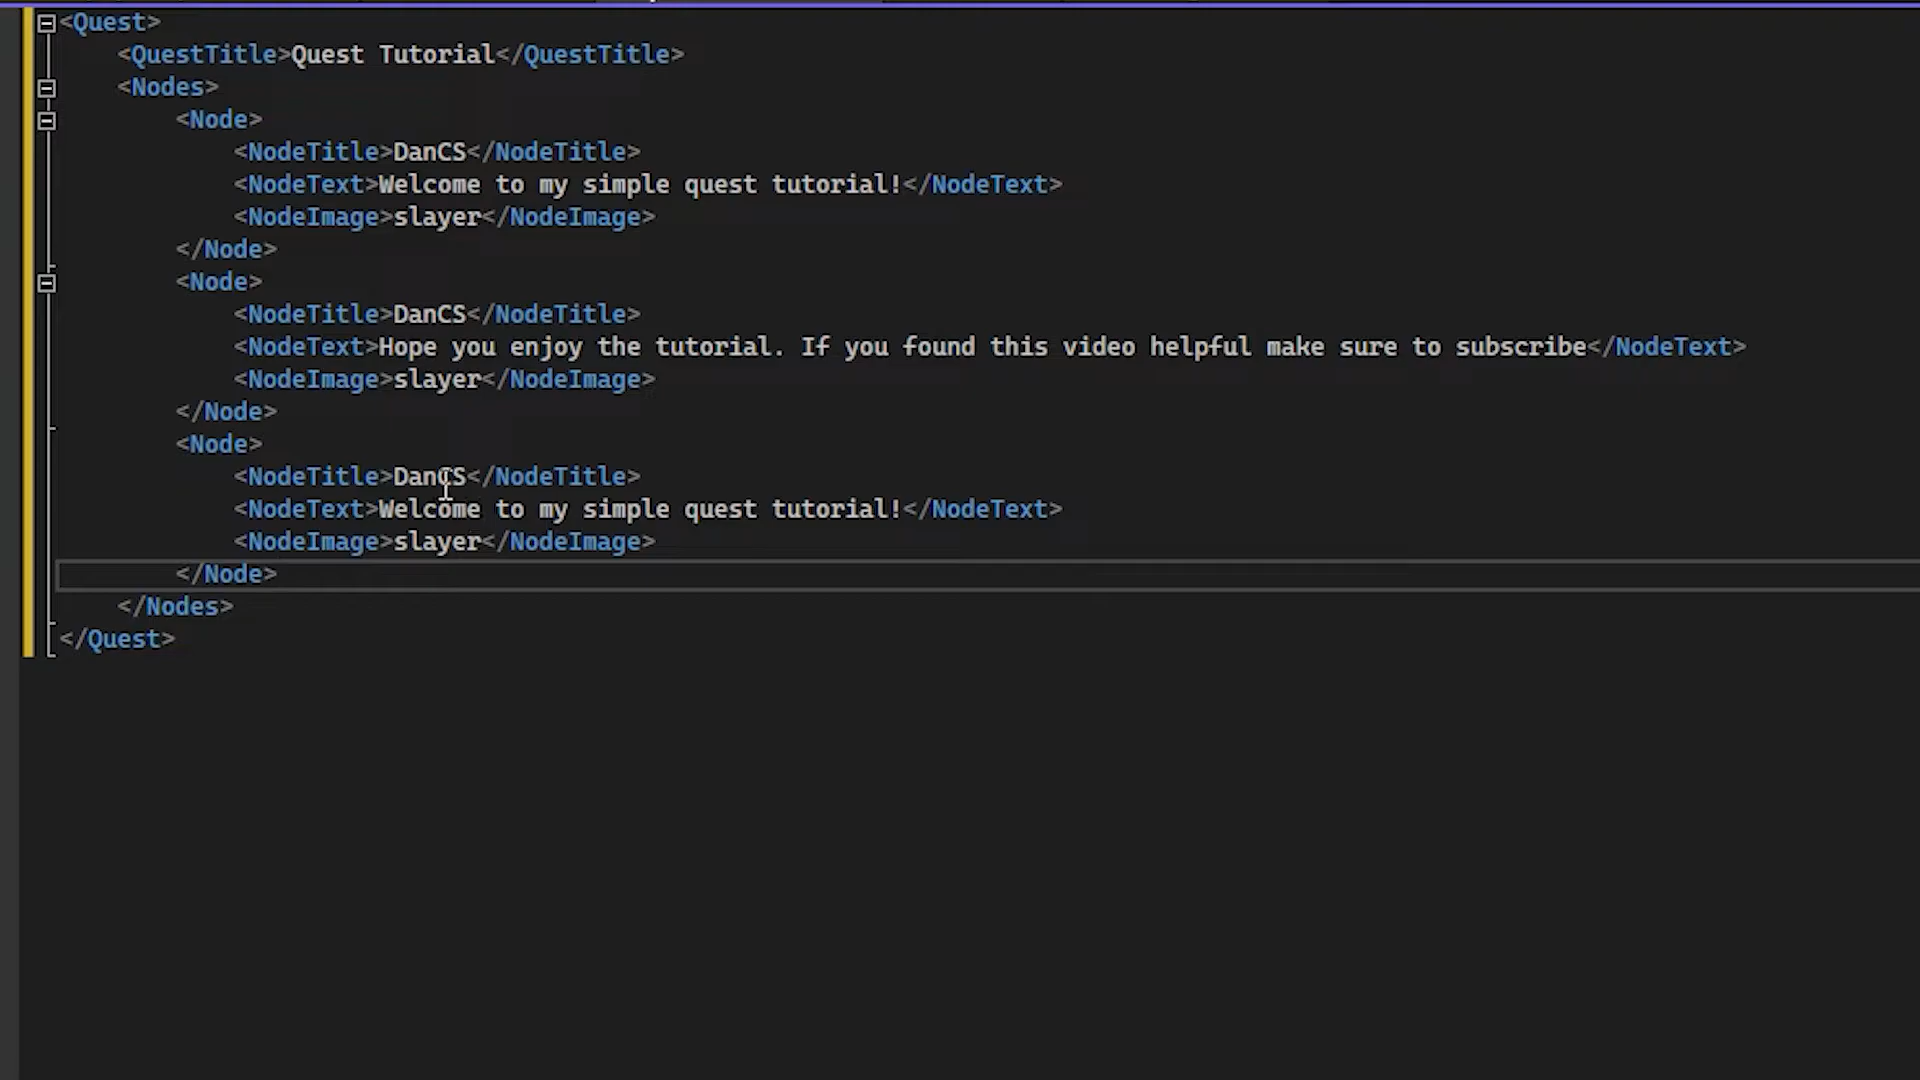 <Quest>
<QuestTitle>Quest Tutorial</QuestTitle>
<Nodes>
<Node>
<NodeTitle>DanCS</NodeTitle>
<NodeText>Welcome to my simple quest tutorial!</NodeText>
<NodeImage>slayer</NodeImage>
</Node>
<Node>
<NodeTitle>DanCS</NodeTitle>
<NodeText>Hope you enjoy the tutorial. If you found this video helpful make sure to subscribe</NodeText>
<NodeImage>slayer</NodeImage>
</Node>
<Node>
<NodeTitle>DanCS</NodeTitle>
<NodeText>Welcome to my simple quest tutorial!</NodeText>
<NodeImage>slayer</NodeImage>
</Node>
</Nodes>
</Quest>